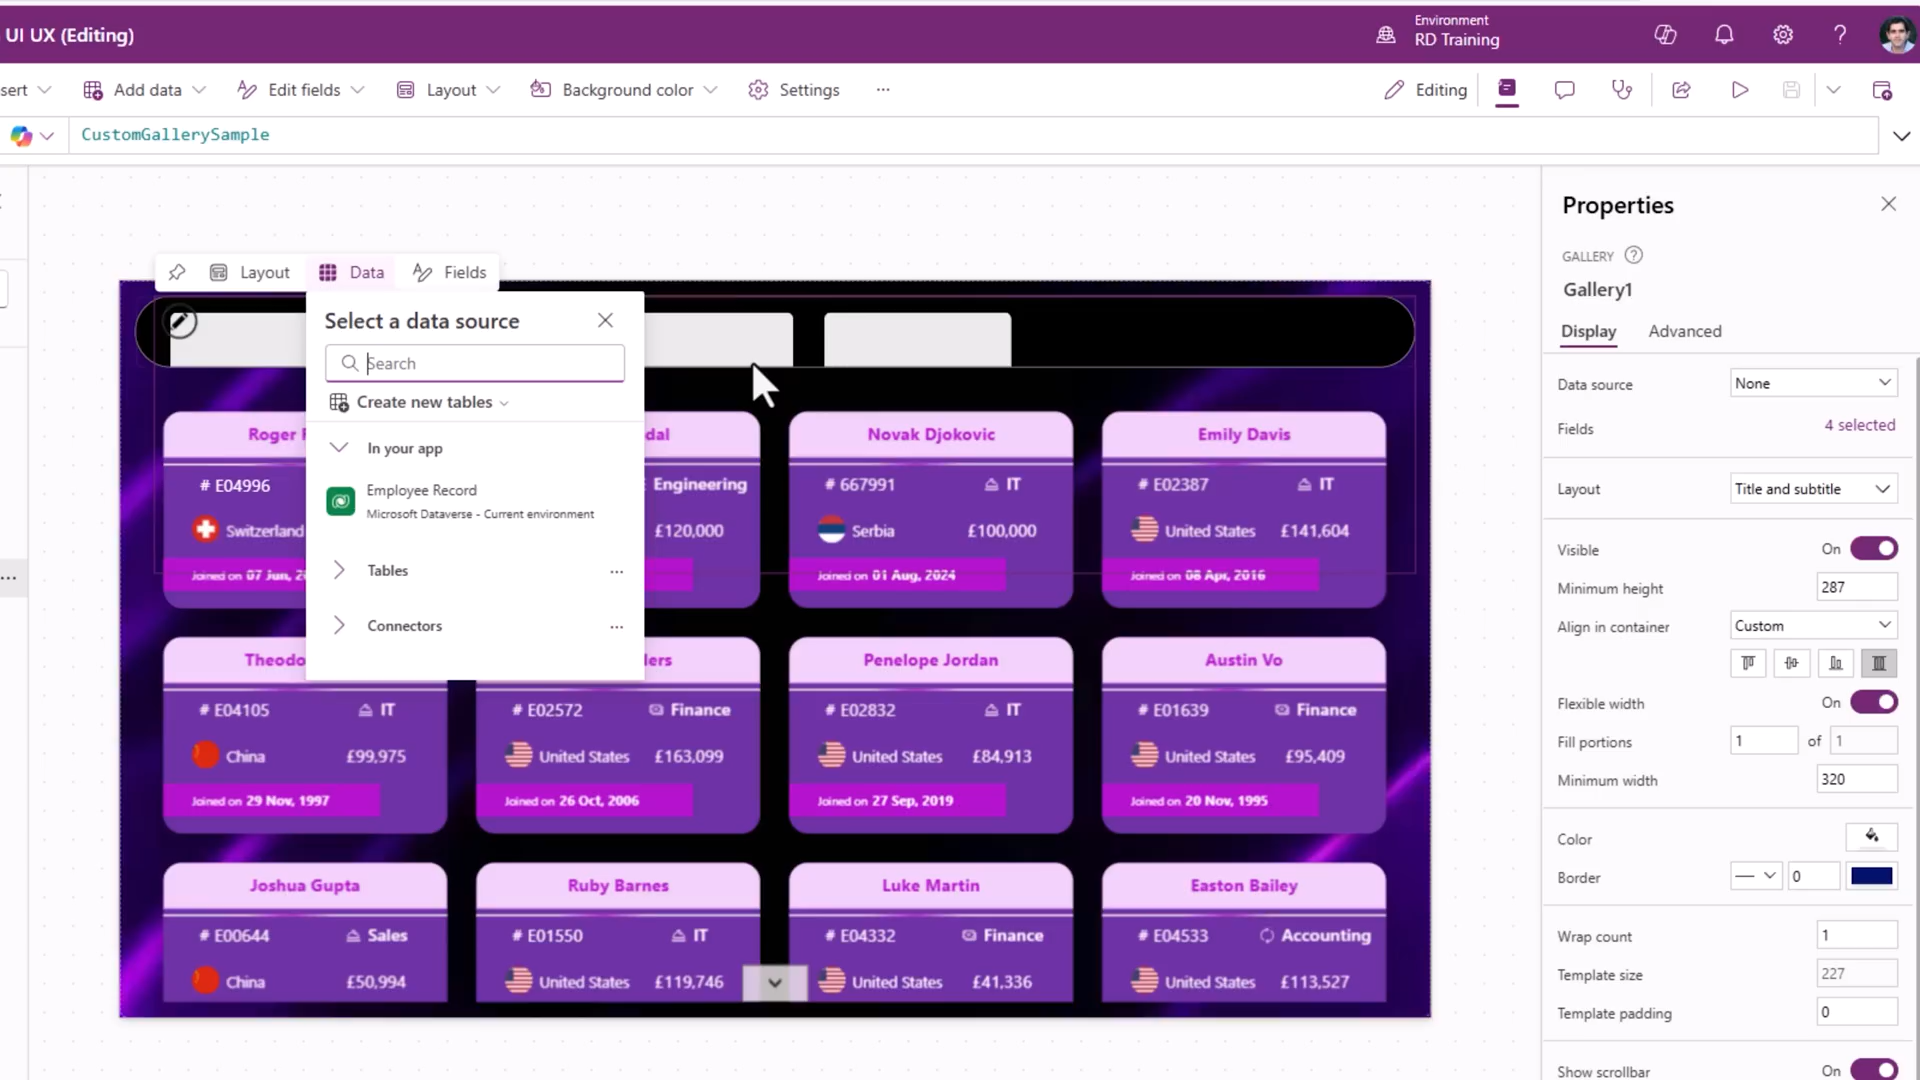 UI UX (Editing)
Environment
RD Training
sert
Add data
Edit fields
Layout
Background color
Settings
...
Editing
CustomGallerySample
Layout
Data
Fields
Select a data source
Search
Create new tables
In your app
Employee Record
Microsoft Dataverse - Current environment
Tables
...
Connectors
...
Roger
dal
Novak Djokovic
Emily Davis
# E04996
Engineering
# 667991
IT
# E02387
IT
Switzerland
£120,000
Serbia
£100,000
United States
£141,604
Joined on 07 Jun, 2
Joined on 01 Aug, 2024
Joined on 08 Apr, 2016
Theodo
ders
Penelope Jordan
Austin Vo
# E04105
IT
# E02572
Finance
# E02832
IT
# E01639
Finance
China
£99,975
United States
£163,099
United States
£84,913
United States
£95,409
Joined on 29 Nov, 1997
Joined on 26 Oct, 2006
Joined on 27 Sep, 2019
Joined on 20 Nov, 1995
Joshua Gupta
Ruby Barnes
Luke Martin
Easton Bailey
# E00644
Sales
# E01550
IT
# E04332
Finance
# E04533
Accounting
China
£50,994
United States
£119,746
United States
£41,336
United States
£113,527
Properties
GALLERY
Gallery1
Display
Advanced
Data source
None
Fields
4 selected
Layout
Title and subtitle
Visible
On
Minimum height
287
Align in container
Custom
Flexible width
On
Fill portions
1
of
1
Minimum width
320
Color
Border
0
Wrap count
1
Template size
227
Template padding
0
Show scrollbar
On